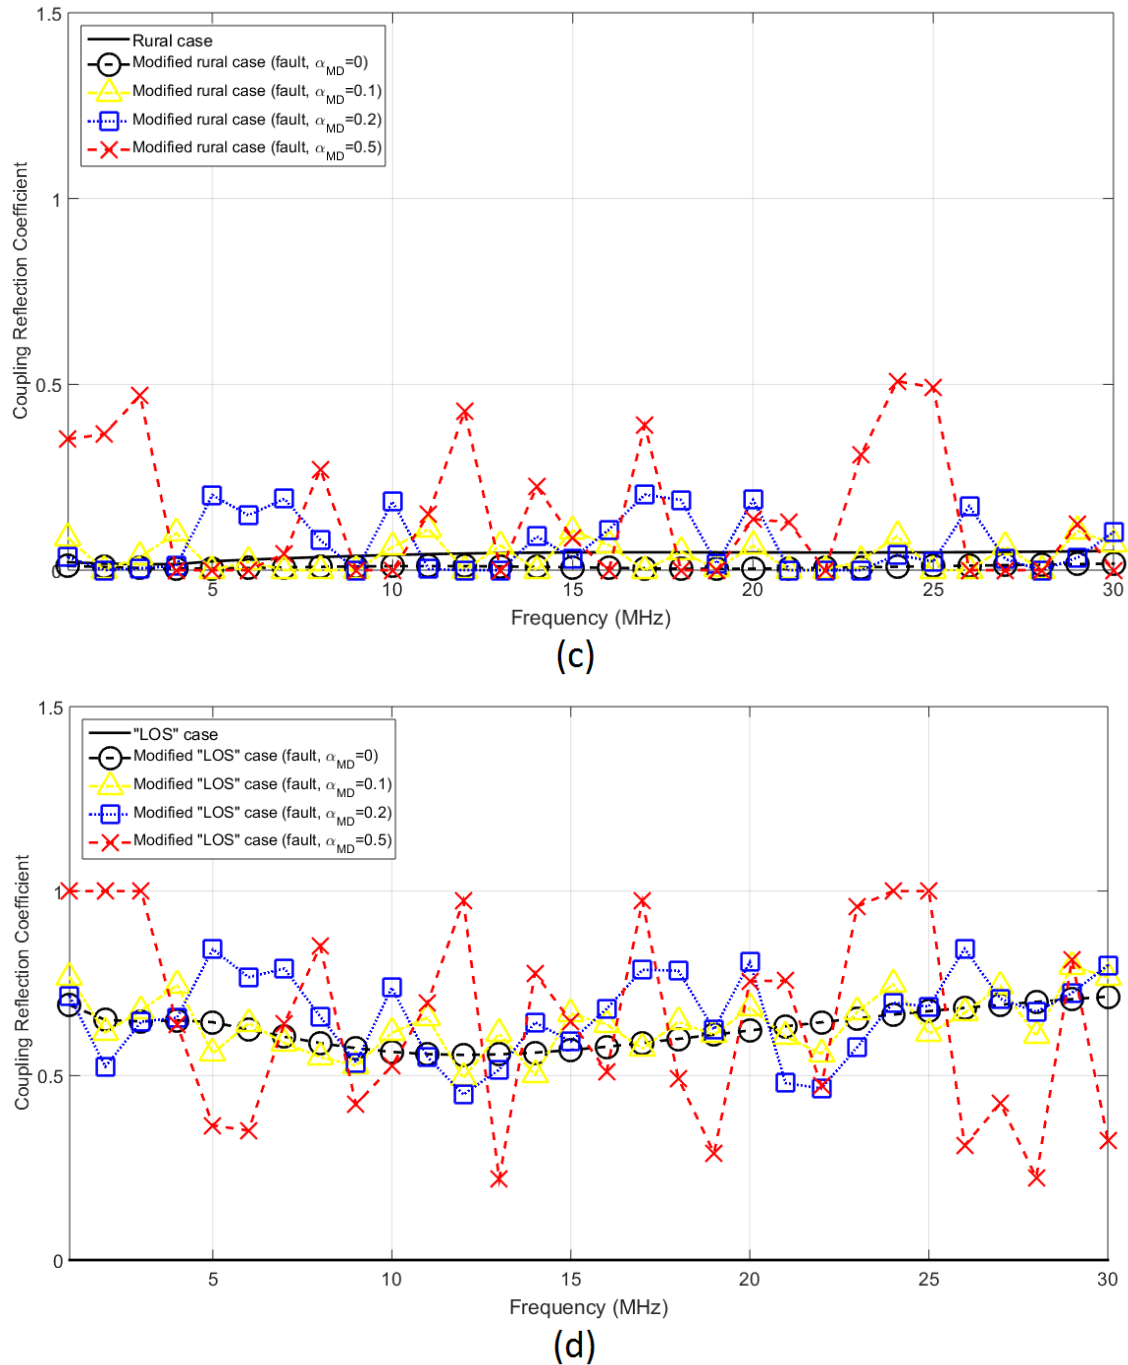 1.5
Rural case
Modified rural case (fault, αMD=0)
Modified rural case (fault, αMD=0.1)
Modified rural case (fault, αMD=0.2)
Modified rural case (fault, αMD=0.5)
Coupling Reflection Coefficient
1
0.5
0
5
10
15
20
25
30
Frequency (MHz)
(c)
1.5
"LOS" case
Modified "LOS" case (fault, αMD=0)
Modified "LOS" case (fault, αMD=0.1)
Modified "LOS" case (fault, αMD=0.2)
Modified "LOS" case (fault, αMD=0.5)
Coupling Reflection Coefficient
1
0.5
0
5
10
15
20
25
30
Frequency (MHz)
(d)